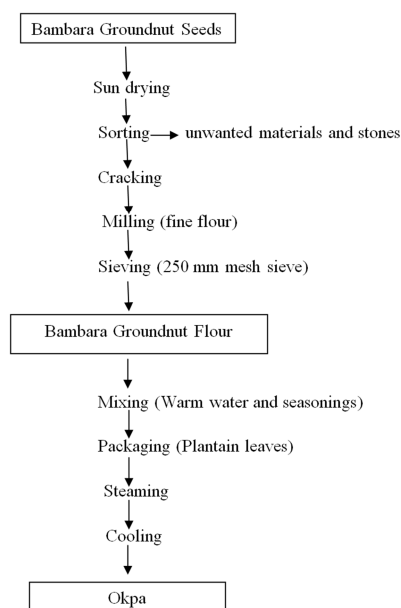 Bambara Groundnut Seeds
Sun drying
Sorting unwanted materials and stones
Cracking
Milling (fine flour)
Sieving (250 mm mesh sieve)
Bambara Groundnut Flour
Mixing (Warm water and seasonings)
Packaging (Plantain leaves)
Steaming
Cooling
Okpa